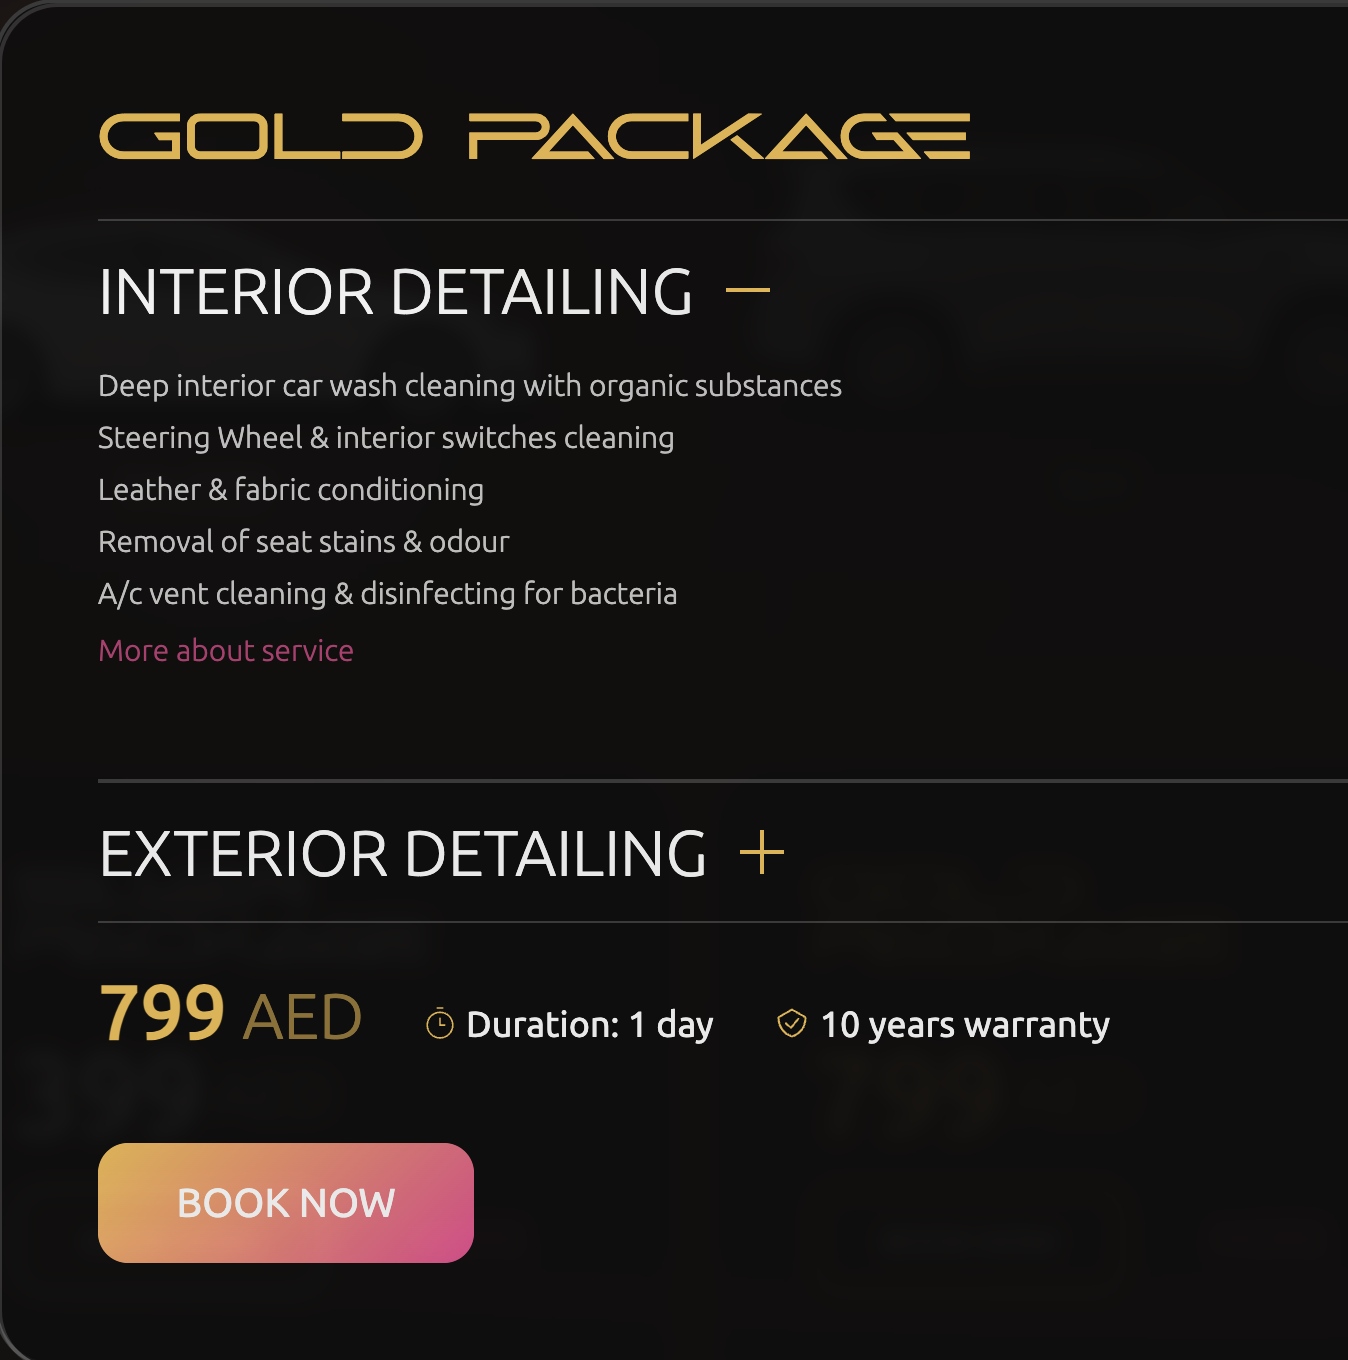 GOLD PACKAGE
INTERIOR DETAILING
Deep interior car wash cleaning with organic substances
Steering Wheel & interior switches cleaning
Leather & fabric conditioning
Removal of seat stains & odour
A/c vent cleaning & disinfecting for bacteria
More about service
EXTERIOR DETAILING
799 AED Duration: 1 day 10 years warranty
399 799
BOOK NOW